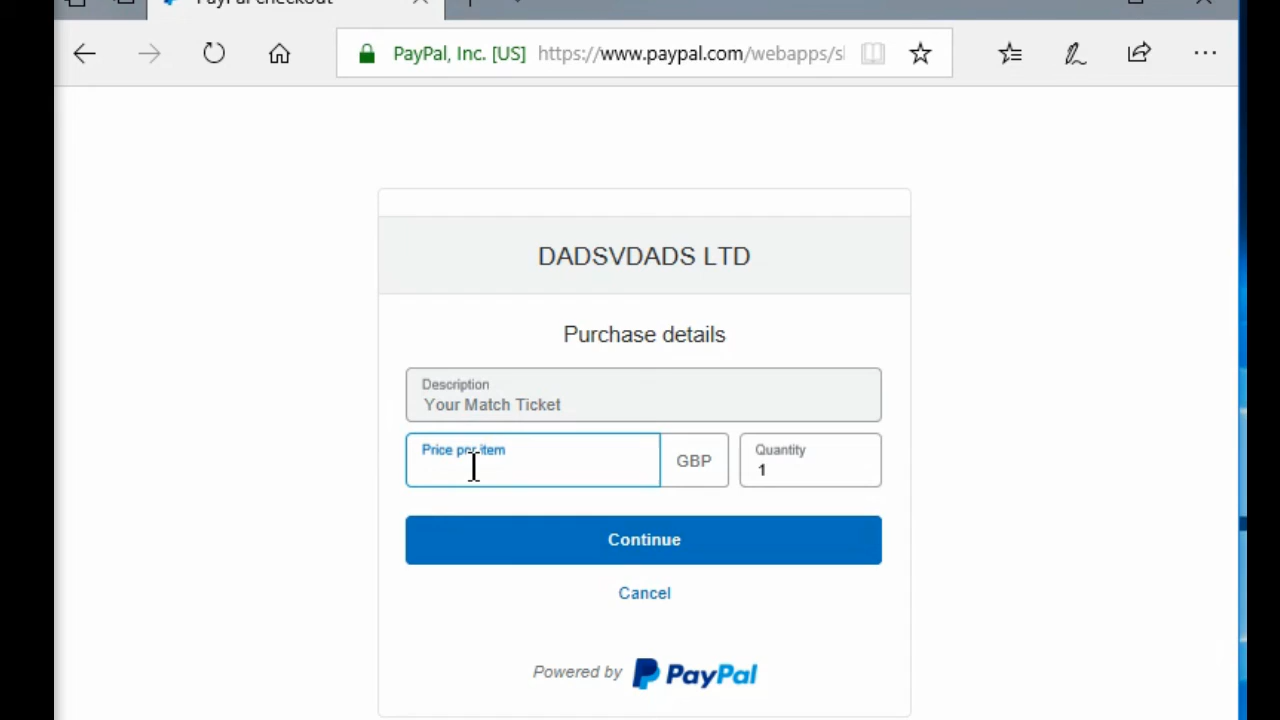 PayPal checkout
PayPal, Inc. [US] https://www.paypal.com/webapps/sl
DADSVDADS LTD
Purchase details
Description
Your Match Ticket
Price per item
GBP
Quantity
1
Continue
Cancel
Powered by PayPal